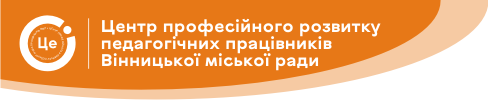 Це
Центр професійного розвитку
педагогічних працівників
Вінницької міської ради